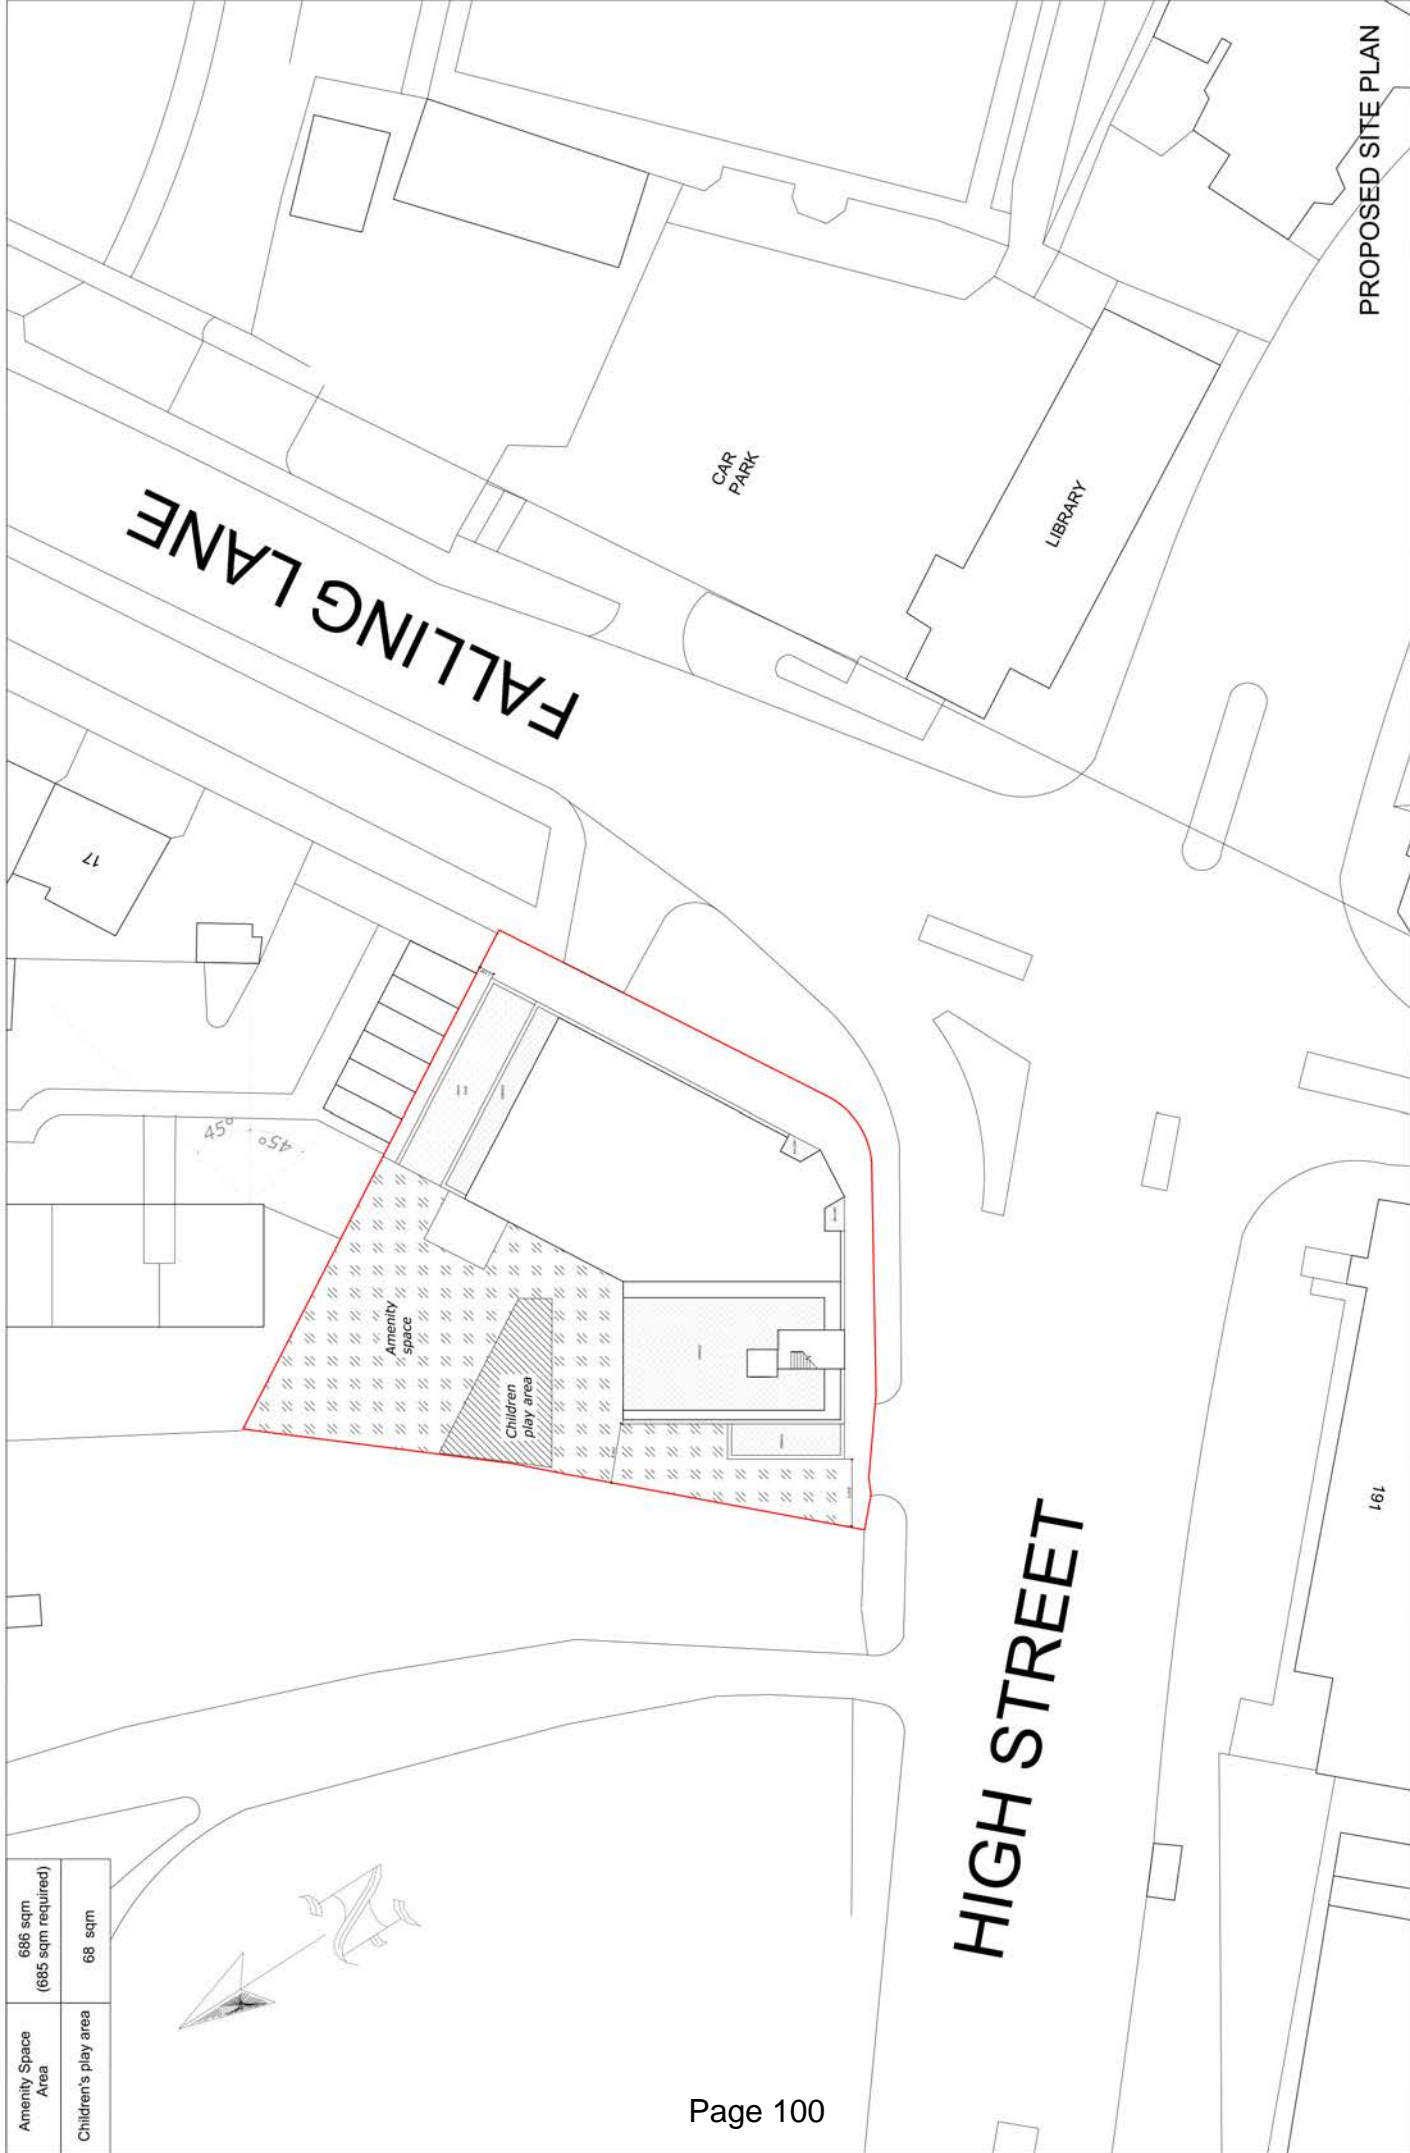 PROPOSED SITE PLAN
FALLING LANE
CAR
PARK
LIBRARY
17
45°
45°
Amenity
space
Children
play area
HIGH STREET
191
Amenity Space
Area
686 sqm
(685 sqm required)
Children's play area
68 sqm
N
Page 100